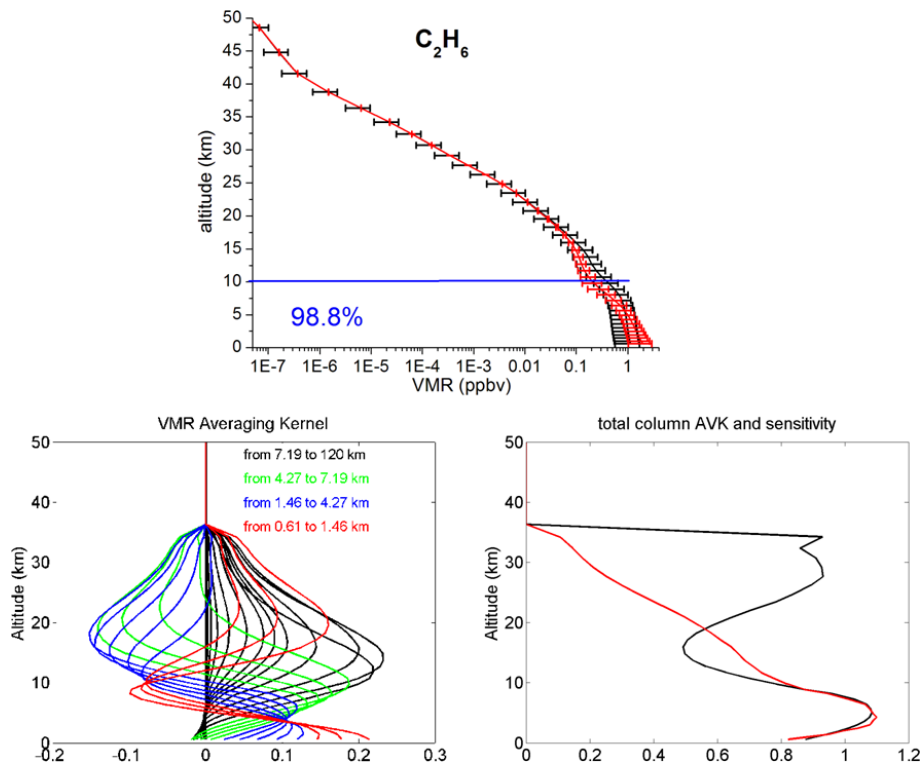 C2H6
50
45
40
35
30
25
20
15
10
5
0
altitude (km)
98.8%
1E-7 1E-6 1E-5 1E-4 1E-3 0.01 0.1 1
VMR (ppbv)
VMR Averaging Kernel
from 7.19 to 120 km
from 4.27 to 7.19 km
from 1.46 to 4.27 km
from 0.61 to 1.46 km
50
40
30
20
10
0
Altitude (km)
-0.2 -0.1 0 0.1 0.2 0.3
total column AVK and sensitivity
50
40
30
20
10
0
Altitude (km)
0 0.2 0.4 0.6 0.8 1 1.2